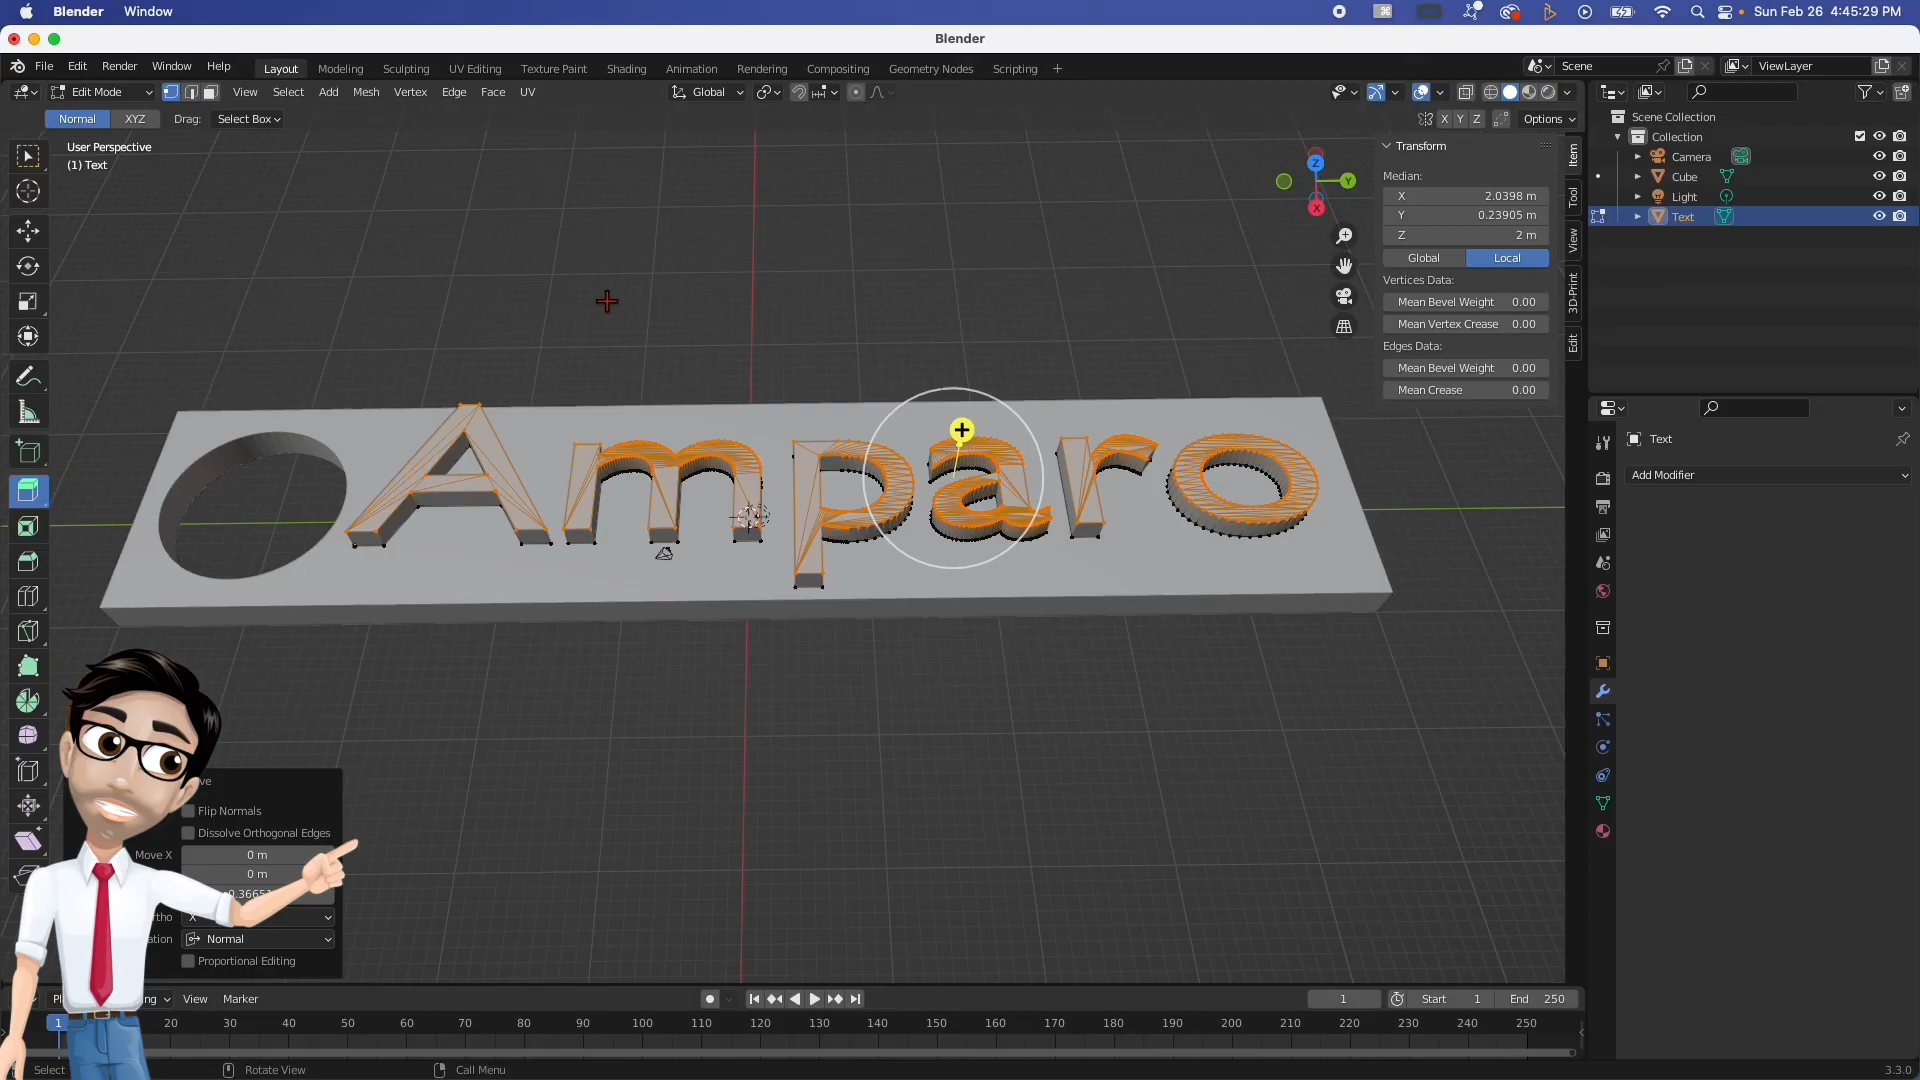 Blender Window
Sun Feb 26 4:45:29 PM
Blender
File Edit Render Window Help
Layout Modeling Sculpting UV Editing Texture Paint Shading Animation Rendering Compositing Geometry Nodes Scripting +
Scene
ViewLayer
Edit Mode View Select Add Mesh Vertex Edge Face UV
Global
Normal XYZ Drag: Select Box
X Y Z Options
User Perspective
(1) Text
Z
Y
X
Transform
Median:
X 2.0398 m
Y 0.23905 m
Z 2 m
Global Local
Vertices Data:
Mean Bevel Weight 0.00
Mean Vertex Crease 0.00
Edges Data:
Mean Bevel Weight 0.00
Mean Crease 0.00
Item
Tool
View
3D-Print
Edit
Scene Collection
Collection
Camera
Cube
Light
Text
Text
Add Modifier
Amparo
Flip Normals
Dissolve Orthogonal Edges
Move X 0 m
0 m
X
Normal
Proportional Editing
View Marker
1 Start 1 End 250
1 20 30 40 50 60 70 80 90 100 110 120 130 140 150 160 170 180 190 200 210 220 230 240 250
Select Rotate View Call Menu
3.3.0